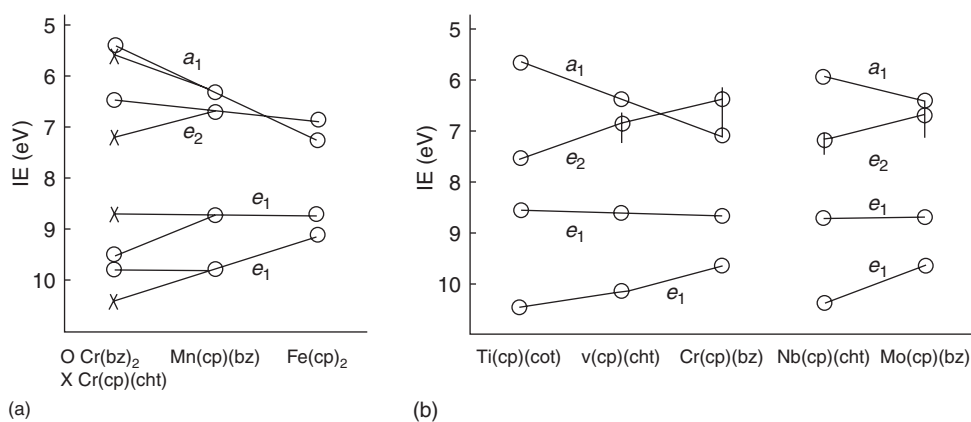 5
6
7
8
9
10
IE (eV)
a₁
e₂
e₁
e₁
O Cr(bz)₂ Mn(cp)(bz) Fe(cp)₂
X Cr(cp)(cht)
(a)
5
6
7
8
9
10
IE (eV)
a₁
e₂
e₁
e₁
a₁
e₂
e₁
e₁
Ti(cp)(cot) v(cp)(cht) Cr(cp)(bz) Nb(cp)(cht) Mo(cp)(bz)
(b)